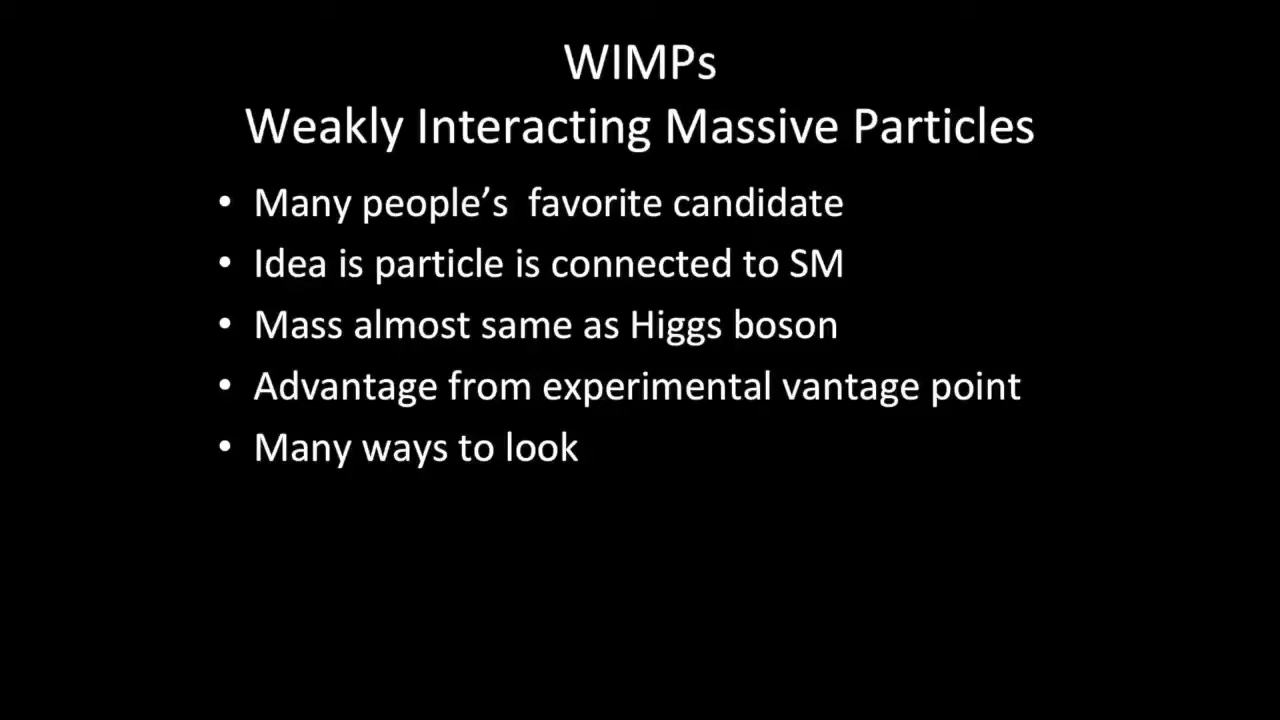 WIMPs
Weakly Interacting Massive Particles
• Many people’s  favorite candidate
• Idea is particle is connected to SM
• Mass almost same as Higgs boson
• Advantage from experimental vantage point
• Many ways to look